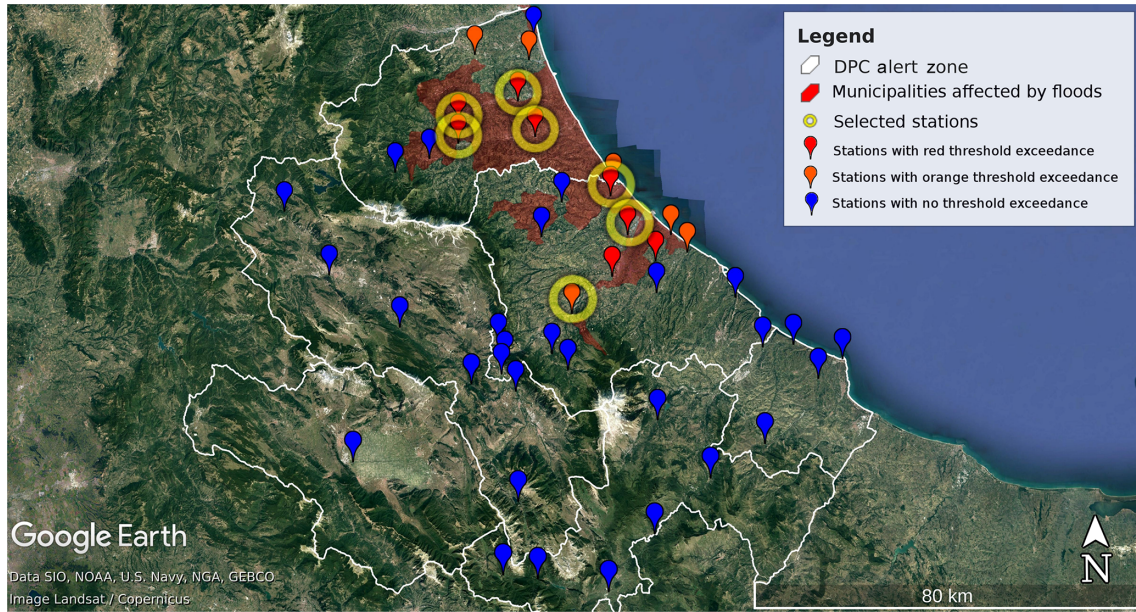 Legend
DPC alert zone
Municipalities affected by floods
Selected stations
Stations with red threshold exceedance
Stations with orange threshold exceedance
Stations with no threshold exceedance
Google Earth
Data SIO, NOAA, U.S. Navy, NGA, GEBCO
Image Landsat / Copernicus
N
80 km